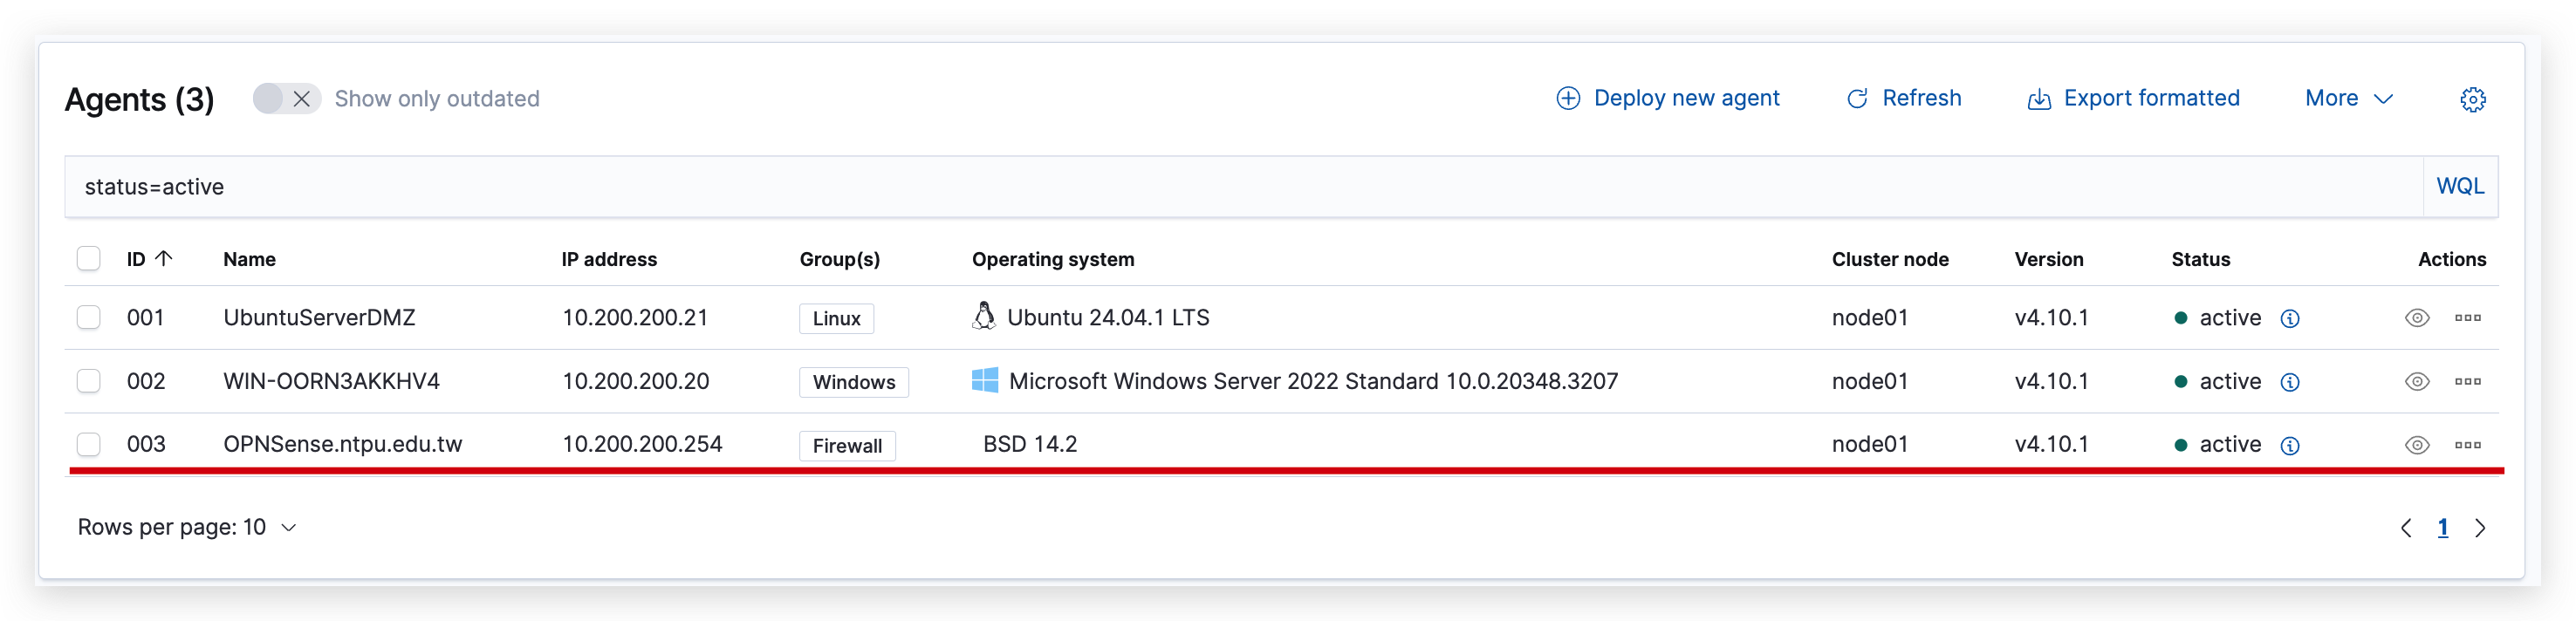 Agents (3) Show only outdated Deploy new agent Refresh Export formatted More
status=active WQL
ID Name IP address Group(s) Operating system Cluster node Version Status Actions
001 UbuntuServerDMZ 10.200.200.21 Linux Ubuntu 24.04.1 LTS node01 v4.10.1 active
002 WIN-OORN3AKKHV4 10.200.200.20 Windows Microsoft Windows Server 2022 Standard 10.0.20348.3207 node01 v4.10.1 active
003 OPNSense.ntpu.edu.tw 10.200.200.254 Firewall BSD 14.2 node01 v4.10.1 active
Rows per page: 10 1